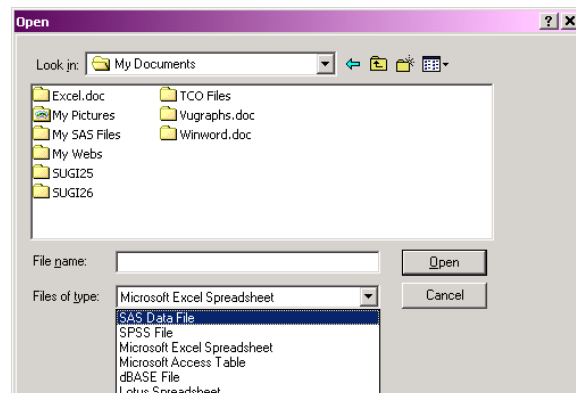 Open
Look in: My Documents
Excel.doc
My Pictures
My SAS Files
My Webs
SUGI25
SUGI26
TCO Files
Vugraphs.doc
Winword.doc
File name:
Open
Files of type: Microsoft Excel Spreadsheet
Cancel
SAS Data File
SPSS File
Microsoft Excel Spreadsheet
Microsoft Access Table
dBASE File
Lotus Spreadsheet